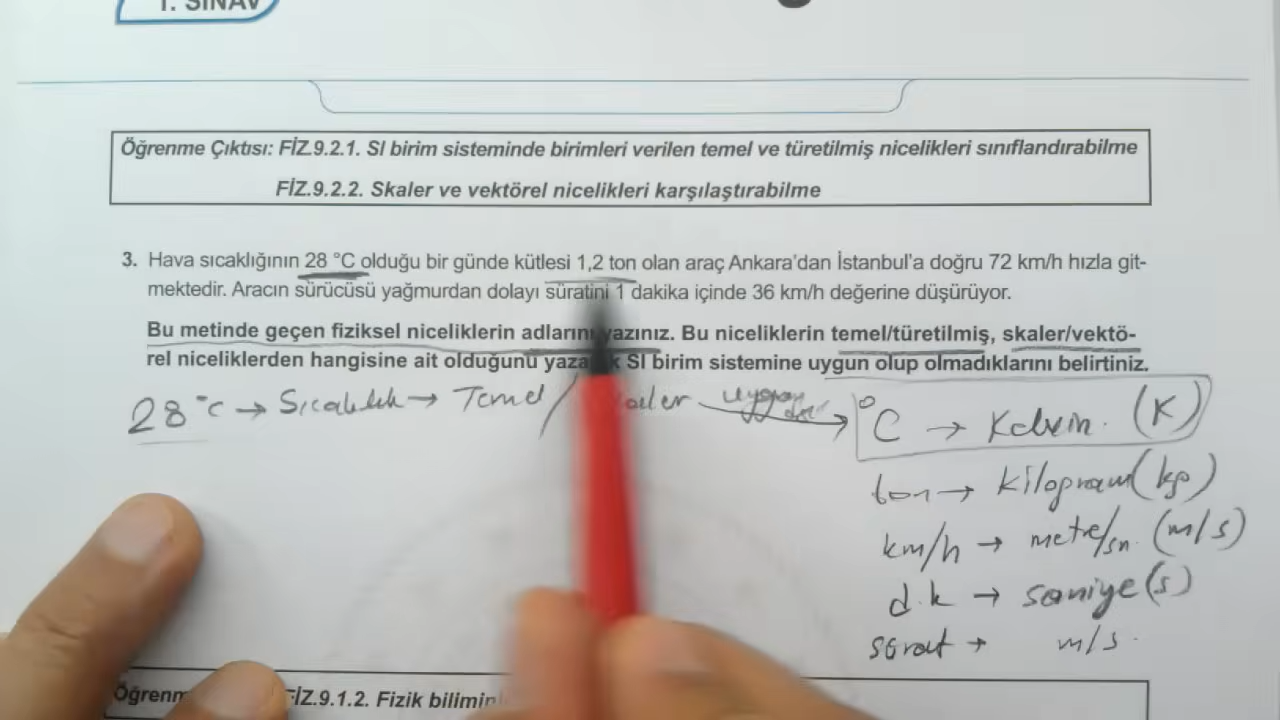 1. SINAV
Öğrenme Çıktısı: FİZ.9.2.1. SI birim sisteminde birimleri verilen temel ve türetilmiş nicelikleri sınıflandırabilme
FİZ.9.2.2. Skaler ve vektörel nicelikleri karşılaştırabilme
3. Hava sıcaklığının 28 °C olduğu bir günde kütlesi 1,2 ton olan araç Ankara'dan İstanbul'a doğru 72 km/h hızla git-
mektedir. Aracın sürücüsü yağmurdan dolayı süratini 1 dakika içinde 36 km/h değerine düşürüyor.
Bu metinde geçen fiziksel niceliklerin adlarını yazınız. Bu niceliklerin temel/türetilmiş, skaler/vektö-
rel niceliklerden hangisine ait olduğunu SI birim sistemine uygun olup olmadıklarını belirtiniz.
28 °C → Sıcaklık → Temel / → °C → Kelvin. (K)
ton → Kilogram (kg)
km/h → metre/sn. (m/s)
d.k → saniye (s)
sürat → m/s.
FİZ.9.1.2. Fizik